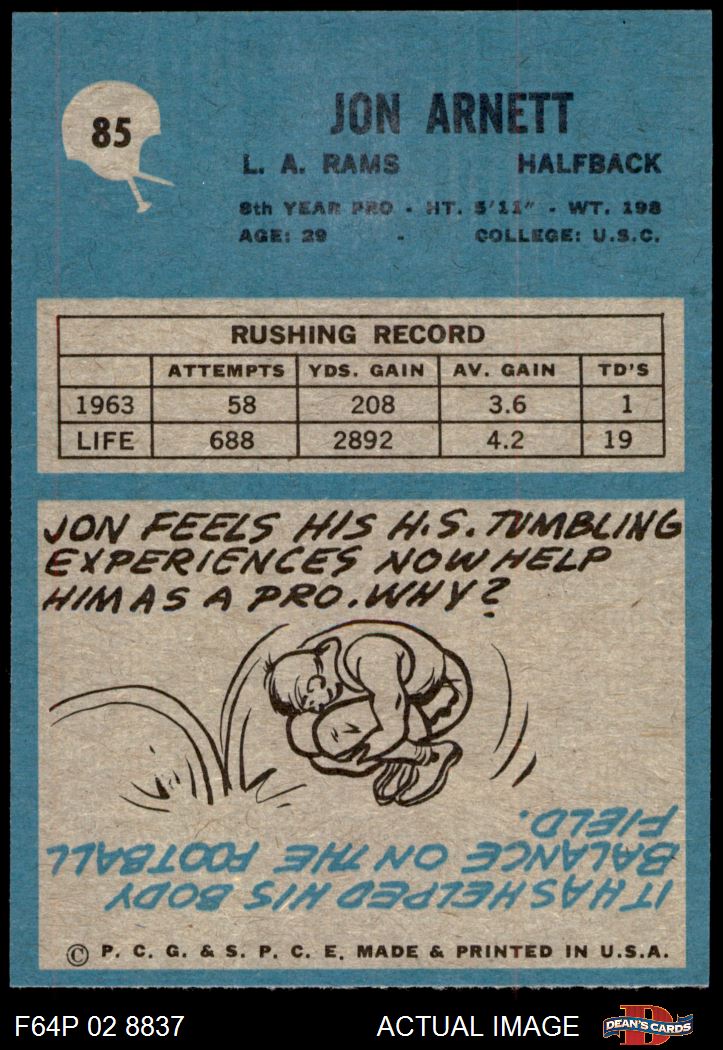 85
JON ARNETT
L. A. RAMS HALFBACK
8th YEAR PRO - HT. 5'11" - WT. 198
AGE: 29 - COLLEGE: U.S.C.
RUSHING RECORD
ATTEMPTS YDS. GAIN AV. GAIN TD'S
1963 58 208 3.6 1
LIFE 688 2892 4.2 19
JON FEELS HIS H.S. TUMBLING
EXPERIENCES NOW HELP
HIM AS A PRO. WHY?
IT HAS HELPED HIS BODY
BALANCE ON THE FOOTBALL
FIELD.
© P. C. G. & S. P. C. E. MADE & PRINTED IN U.S.A.
F64P 02 8837 ACTUAL IMAGE D DEAN'S CARDS